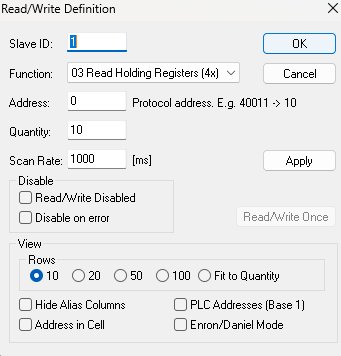 Read/Write Definition
Slave ID: 1 OK
Function: 03 Read Holding Registers (4x) Cancel
Address: 0 Protocol address. E.g. 40011 -> 10
Quantity: 10
Scan Rate: 1000 [ms] Apply
Disable
Read/Write Disabled
Disable on error
Read/Write Once
View
Rows
10 20 50 100 Fit to Quantity
Hide Alias Columns PLC Addresses (Base 1)
Address in Cell Enron/Daniel Mode